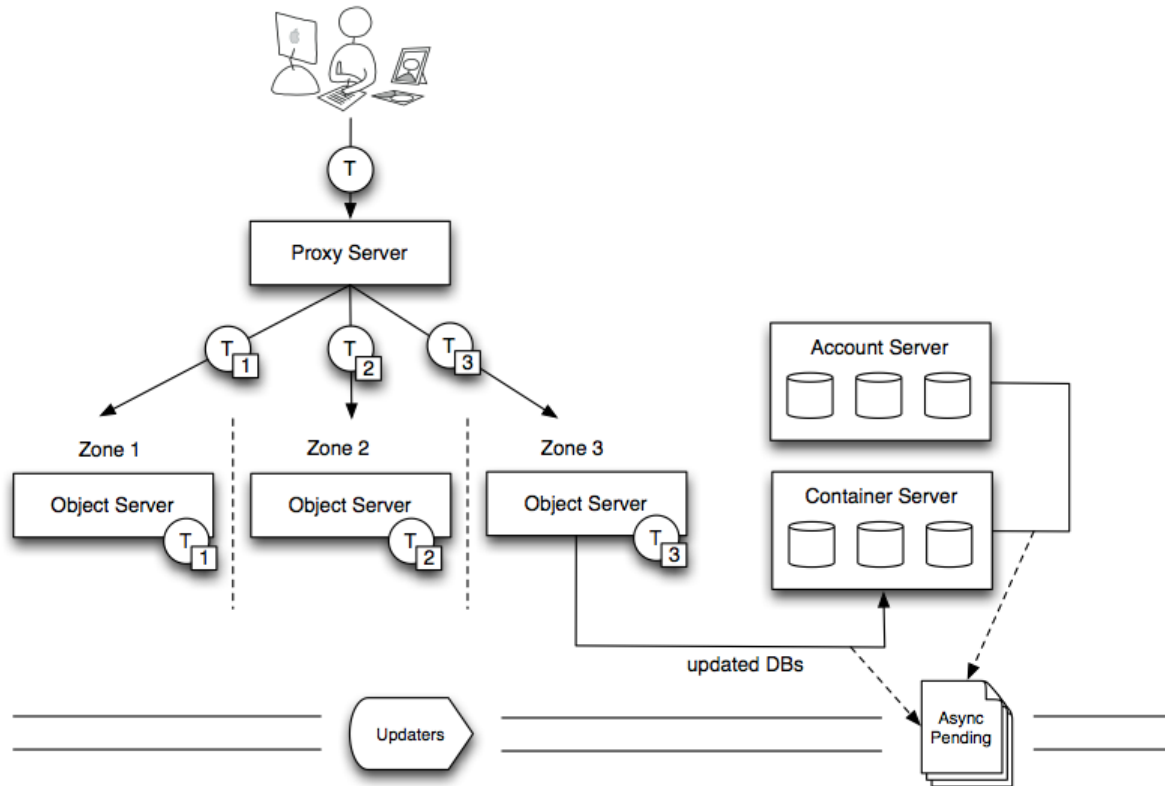 T
Proxy Server
T 1
T 2
T 3
Zone 1
Zone 2
Zone 3
Object Server
T 1
Object Server
T 2
Object Server
T 3
Account Server
Container Server
updated DBs
Updaters
Async
Pending